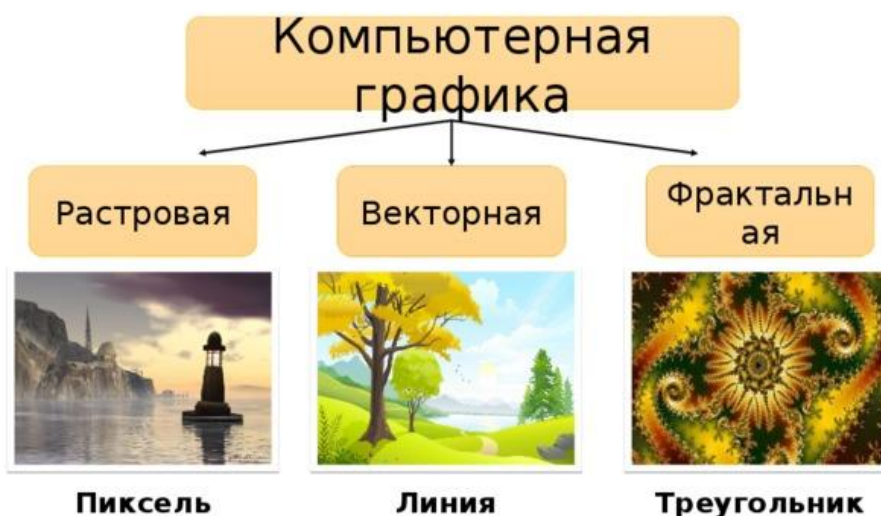 Компьютерная
графика
Растровая
Векторная
Фрактальн
ая
Пиксель
Линия
Треугольник